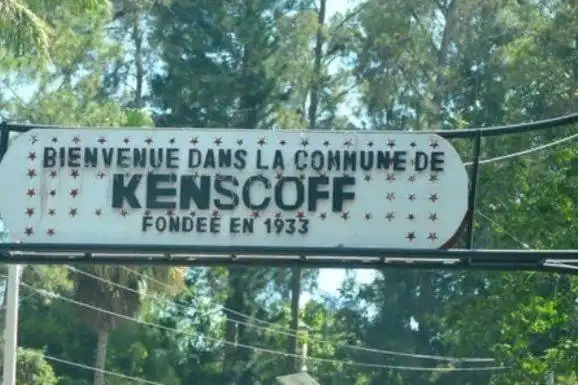 BIENVENUE DANS LA COMMUNE DE
KENSCOFF
FONDEE EN 1933